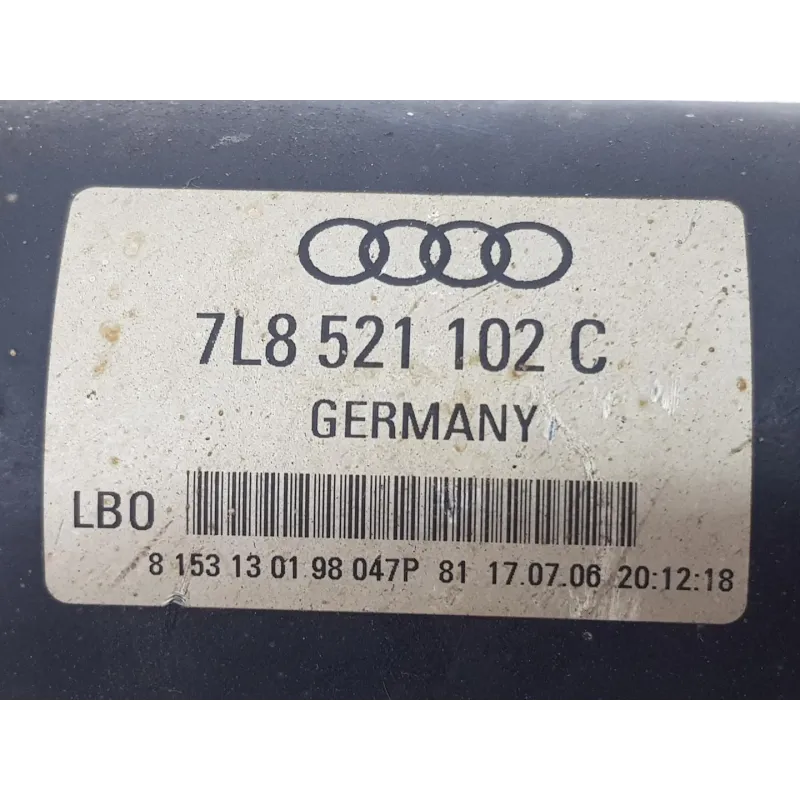 7L8 521 102 C
GERMANY
LBO
8 153 13 01 98 047P 81 17.07.06 20:12:18